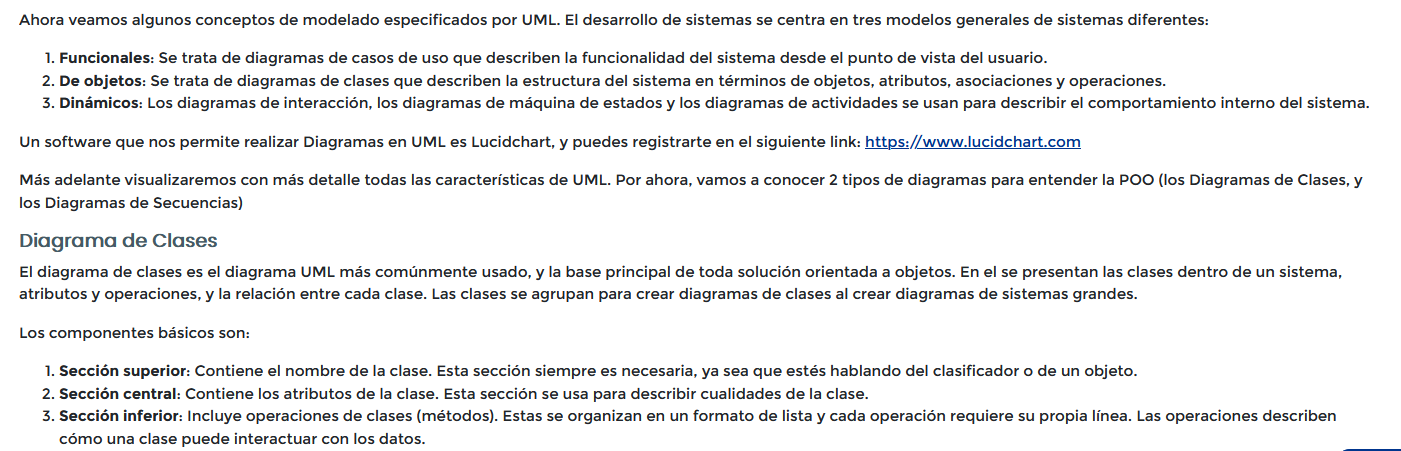 Ahora veamos algunos conceptos de modelado especificados por UML. El desarrollo de sistemas se centra en tres modelos generales de sistemas diferentes:
1. Funcionales: Se trata de diagramas de casos de uso que describen la funcionalidad del sistema desde el punto de vista del usuario.
2. De objetos: Se trata de diagramas de clases que describen la estructura del sistema en términos de objetos, atributos, asociaciones y operaciones.
3. Dinámicos: Los diagramas de interacción, los diagramas de máquina de estados y los diagramas de actividades se usan para describir el comportamiento interno del sistema.
Un software que nos permite realizar Diagramas en UML es Lucidchart, y puedes registrarte en el siguiente link: https://www.lucidchart.com
Más adelante visualizaremos con más detalle todas las características de UML. Por ahora, vamos a conocer 2 tipos de diagramas para entender la POO (los Diagramas de Clases, y
los Diagramas de Secuencias)
Diagrama de Clases
El diagrama de clases es el diagrama UML más comúnmente usado, y la base principal de toda solución orientada a objetos. En el se presentan las clases dentro de un sistema,
atributos y operaciones, y la relación entre cada clase. Las clases se agrupan para crear diagramas de clases al crear diagramas de sistemas grandes.
Los componentes básicos son:
1. Sección superior: Contiene el nombre de la clase. Esta sección siempre es necesaria, ya sea que estés hablando del clasificador o de un objeto.
2. Sección central: Contiene los atributos de la clase. Esta sección se usa para describir cualidades de la clase.
3. Sección inferior: Incluye operaciones de clases (métodos). Estas se organizan en un formato de lista y cada operación requiere su propia línea. Las operaciones describen
cómo una clase puede interactuar con los datos.